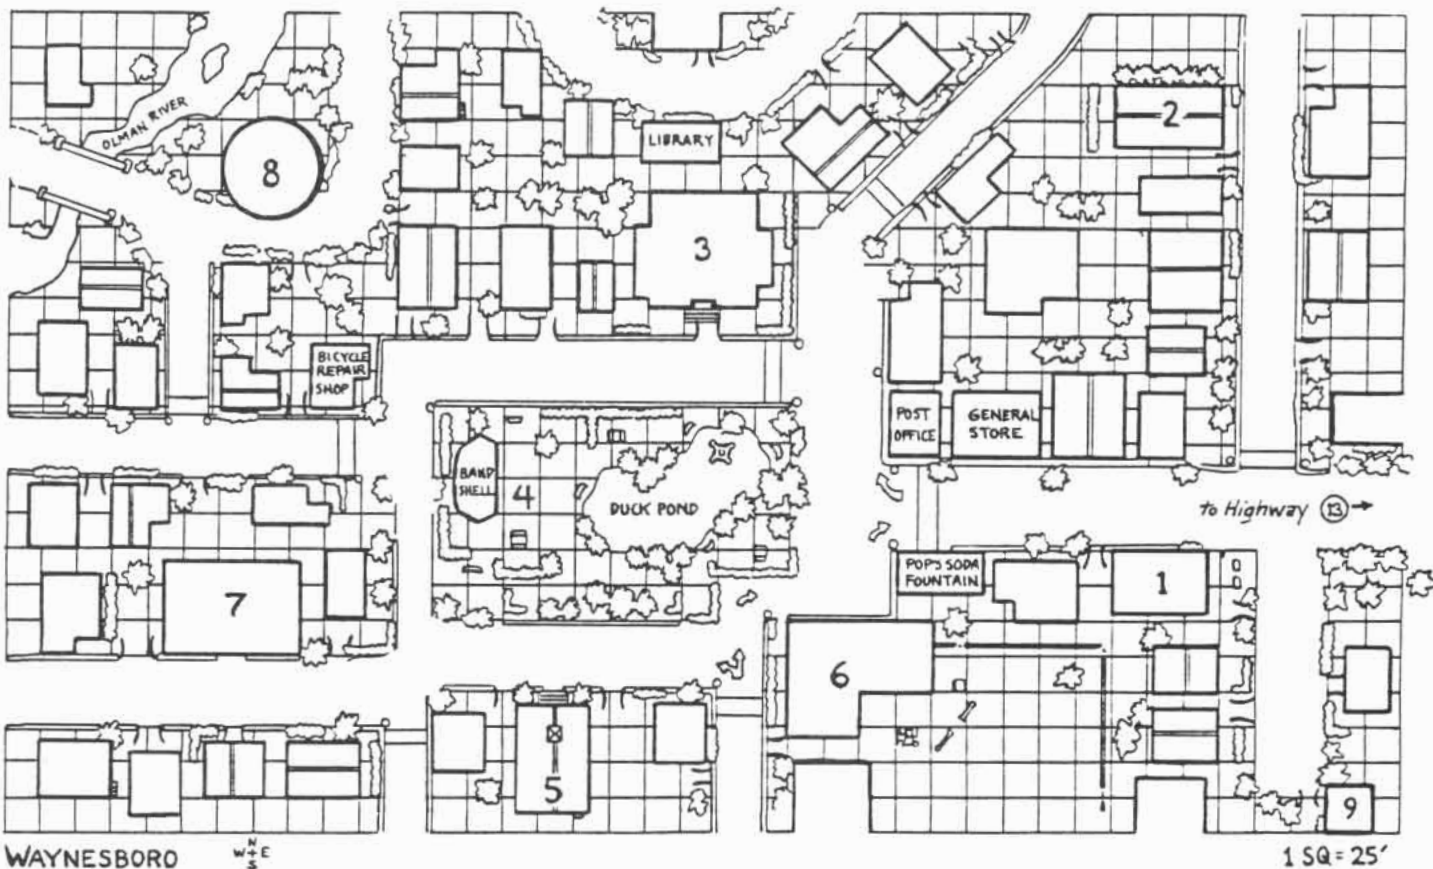 OLMAN RIVER
2
LIBRARY
8
3
BICYCLE
REPAIR
SHOP
POST
OFFICE
GENERAL
STORE
BAND
SHELL
4
DUCK POND
to Highway 13
POPS SODA
FOUNTAIN
1
7
6
5
9
WAYNESBORO
N
W+E
S
1 SQ = 25'